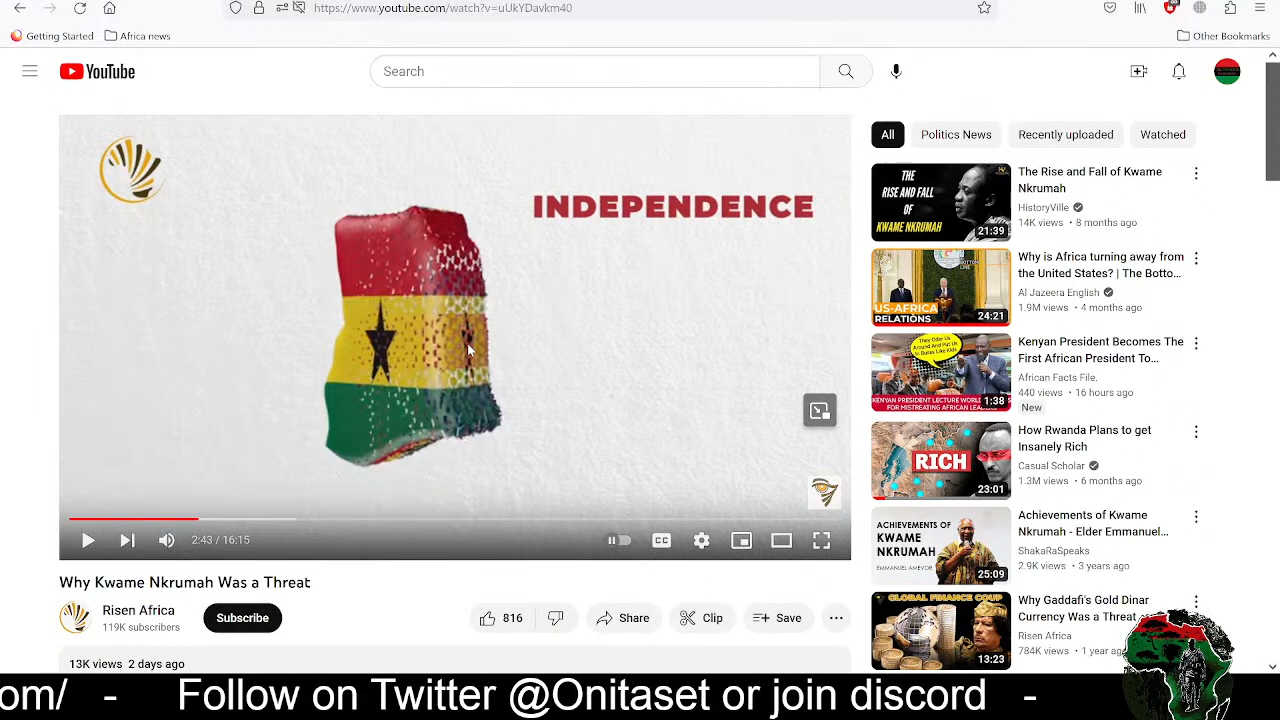 https://www.youtube.com/watch?v=uUkYDavkm40
Getting Started
Africa news
Other Bookmarks
YouTube
Search
INDEPENDENCE
2:43 / 16:15
CC
Why Kwame Nkrumah Was a Threat
Risen Africa
119K subscribers
Subscribe
816
Share
Clip
Save
13K views 2 days ago
All
Politics News
Recently uploaded
Watched
THE
RISE AND FALL
OF
KWAME NKRUMAH
21:39
The Rise and Fall of Kwame
Nkrumah
HistoryVille
14K views • 8 months ago
BOTTOM
LINE
US-AFRICA
RELATIONS
24:21
Why is Africa turning away from
the United States? | The Botto...
Al Jazeera English
1.9M views • 4 months ago
They Oder Us
Around And Put Us
In Buses Like Kids
KENYAN PRESIDENT LECTURE WORLD
FOR MISTREATING AFRICAN
1:38
Kenyan President Becomes The
First African President To...
African Facts File.
440 views • 16 hours ago
New
RICH
23:01
How Rwanda Plans to get
Insanely Rich
Casual Scholar
1.3M views • 6 months ago
ACHIEVEMENTS OF
KWAME
NKRUMAH
EMMANUEL AMEVOR
25:09
Achievements of Kwame
Nkrumah - Elder Emmanuel...
ShakaRaSpeaks
2.9K views • 3 years ago
GLOBAL FINANCE COUP
13:23
Why Gaddafi's Gold Dinar
Currency Was a Threat
Risen Africa
784K views • 1 year
om/ - Follow on Twitter @Onitaset or join discord -